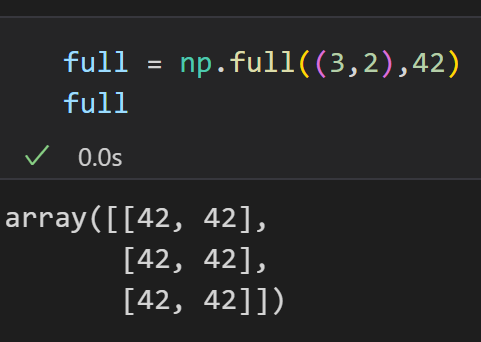 full = np.full((3,2),42)
full
0.0s
array([[42, 42],
[42, 42],
[42, 42]])